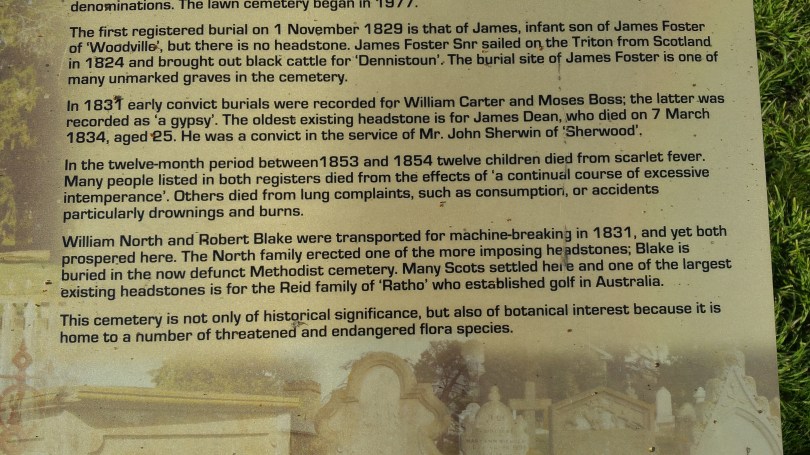 denominations. The lawn cemetery began in 1977.
The first registered burial on 1 November 1829 is that of James, infant son of James Foster
of 'Woodville', but there is no headstone. James Foster Snr sailed on the Triton from Scotland
in 1824 and brought out black cattle for 'Dennistoun'. The burial site of James Foster is one of
many unmarked graves in the cemetery.
In 1831 early convict burials were recorded for William Carter and Moses Boss; the latter was
recorded as 'a gypsy'. The oldest existing headstone is for James Dean, who died on 7 March
1834, aged 25. He was a convict in the service of Mr. John Sherwin of 'Sherwood'.
In the twelve-month period between 1853 and 1854 twelve children died from scarlet fever.
Many people listed in both registers died from the effects of 'a continual course of excessive
intemperance'. Others died from lung complaints, such as consumption, or accidents
particularly drownings and burns.
William North and Robert Blake were transported for machine-breaking in 1831, and yet both
prospered here. The North family erected one of the more imposing headstones; Blake is
buried in the now defunct Methodist cemetery. Many Scots settled here and one of the largest
existing headstones is for the Reid family of 'Ratho' who established golf in Australia.
This cemetery is not only of historical significance, but also of botanical interest because it is
home to a number of threatened and endangered flora species.